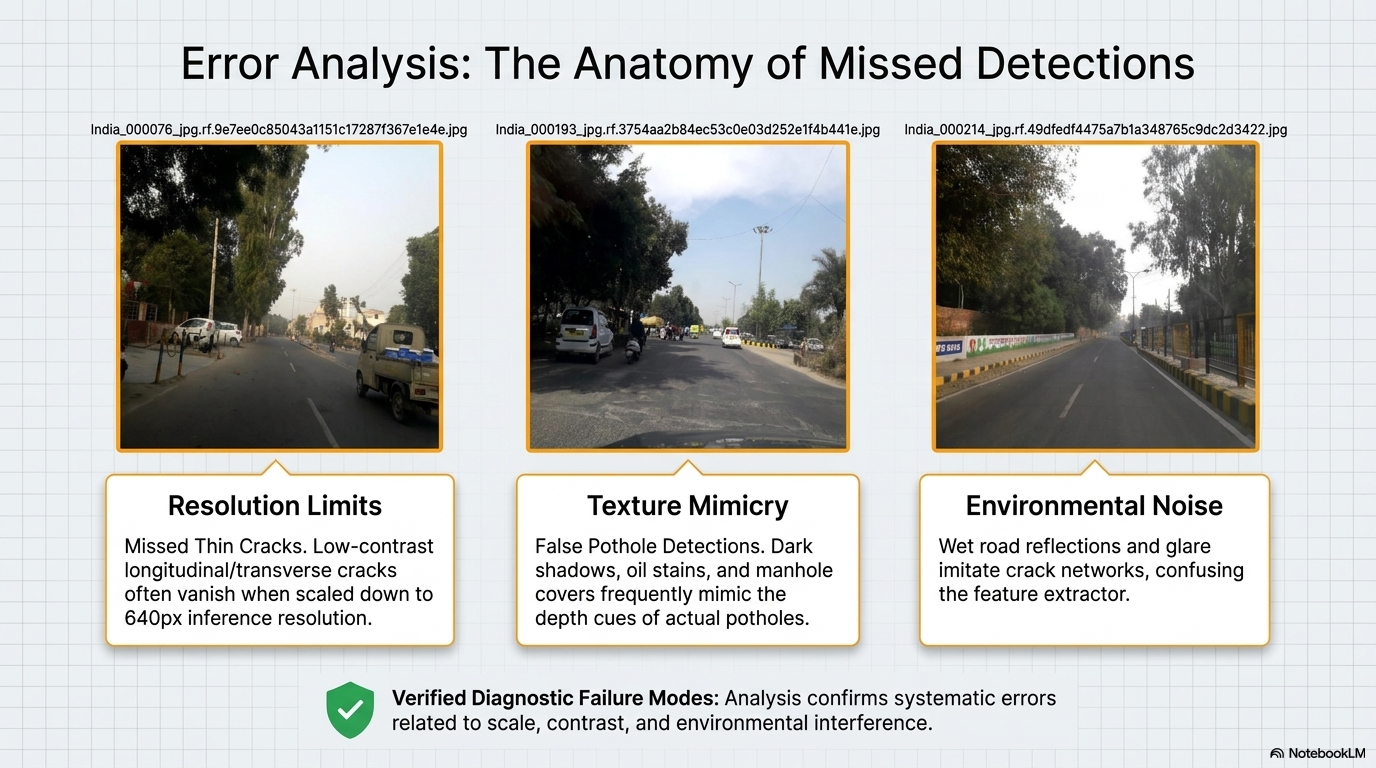 Error Analysis: The Anatomy of Missed Detections
India_000076_jpg.rf.9e7ee0c85043a1151c17287f367e1e4e.jpg
India_000193_jpg.rf.3754aa2b84ec53c0e03d252e1f4b441e.jpg
India_000214_jpg.rf.49dfedf4475a7b1a348765c9dc2d3422.jpg
Resolution Limits
Missed Thin Cracks. Low-contrast
longitudinal/transverse cracks
often vanish when scaled down to
640px inference resolution.
Texture Mimicry
False Pothole Detections. Dark
shadows, oil stains, and manhole
covers frequently mimic the
depth cues of actual potholes.
Environmental Noise
Wet road reflections and glare
imitate crack networks, confusing
the feature extractor.
Verified Diagnostic Failure Modes: Analysis confirms systematic errors
related to scale, contrast, and environmental interference.
NotebookLM